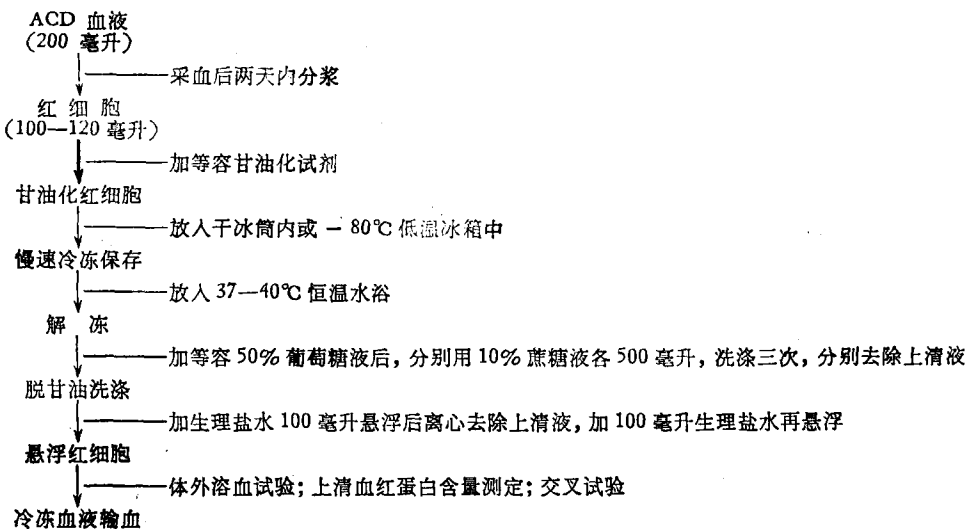 ACD 血液
(200 毫升)
采血后两天内分浆
红细胞
(100—120 毫升)
加等容甘油化试剂
甘油化红细胞
放入干冰筒内或 － 80℃ 低温冰箱中
慢速冷冻保存
放入 37—40℃ 恒温水浴
解冻
加等容 50% 葡萄糖液后，分别用 10% 蔗糖液各 500 毫升，洗涤三次，分别去除上清液
脱甘油洗涤
加生理盐水 100 毫升悬浮后离心去除上清液，加 100 毫升生理盐水再悬浮
悬浮红细胞
体外溶血试验；上清血红蛋白含量测定；交叉试验
冷冻血液输血